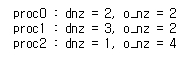 proc0 : dnz = 2, o_nz = 2
proc1 : dnz = 3, o_nz = 2
proc2 : dnz = 1, o_nz = 4